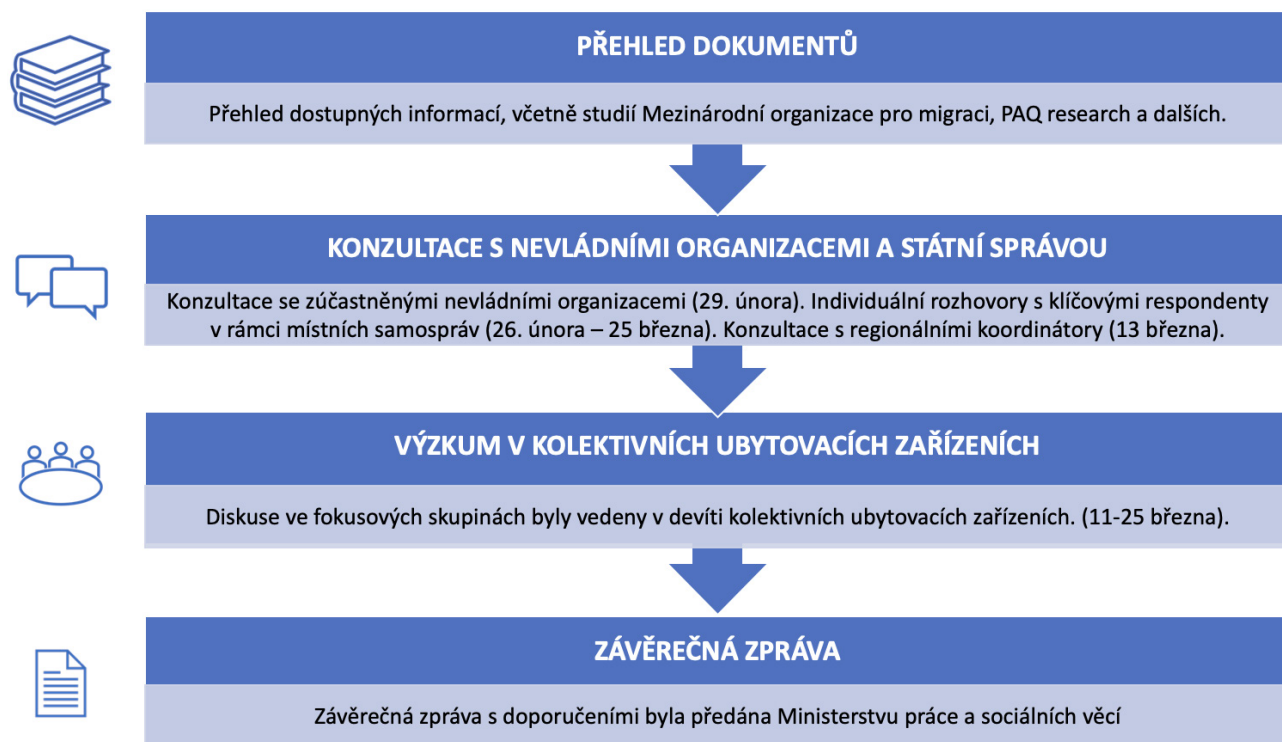 PŘEHLED DOKUMENTŮ
Přehled dostupných informací, včetně studií Mezinárodní organizace pro migraci, PAQ research a dalších.
KONZULTACE S NEVLÁDNÍMI ORGANIZACEMI A STÁTNÍ SPRÁVOU
Konzultace se zúčastněnými nevládními organizacemi (29. února). Individuální rozhovory s klíčovými respondenty
v rámci místních samospráv (26. února – 25 března). Konzultace s regionálními koordinátory (13 března).
VÝZKUM V KOLEKTIVNÍCH UBYTOVACÍCH ZAŘÍZENÍCH
Diskuse ve fokusových skupinách byly vedeny v devíti kolektivních ubytovacích zařízeních. (11-25 března).
ZÁVĚREČNÁ ZPRÁVA
Závěrečná zpráva s doporučeními byla předána Ministerstvu práce a sociálních věcí